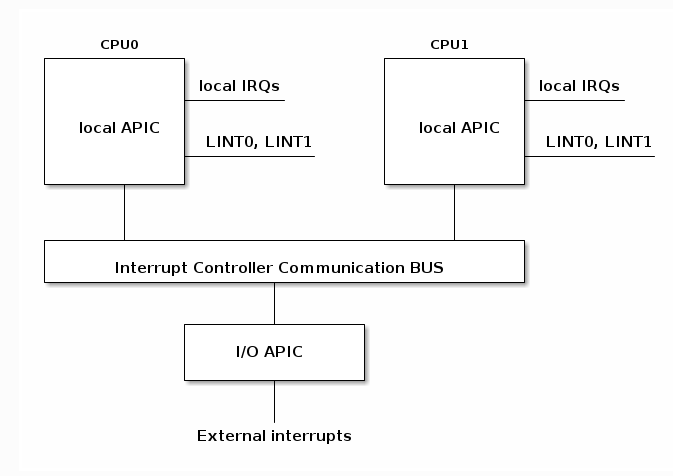 CPU0
CPU1
local IRQs
local IRQs
local APIC
local APIC
LINT0, LINT1
LINT0, LINT1
Interrupt Controller Communication BUS
I/O APIC
External interrupts